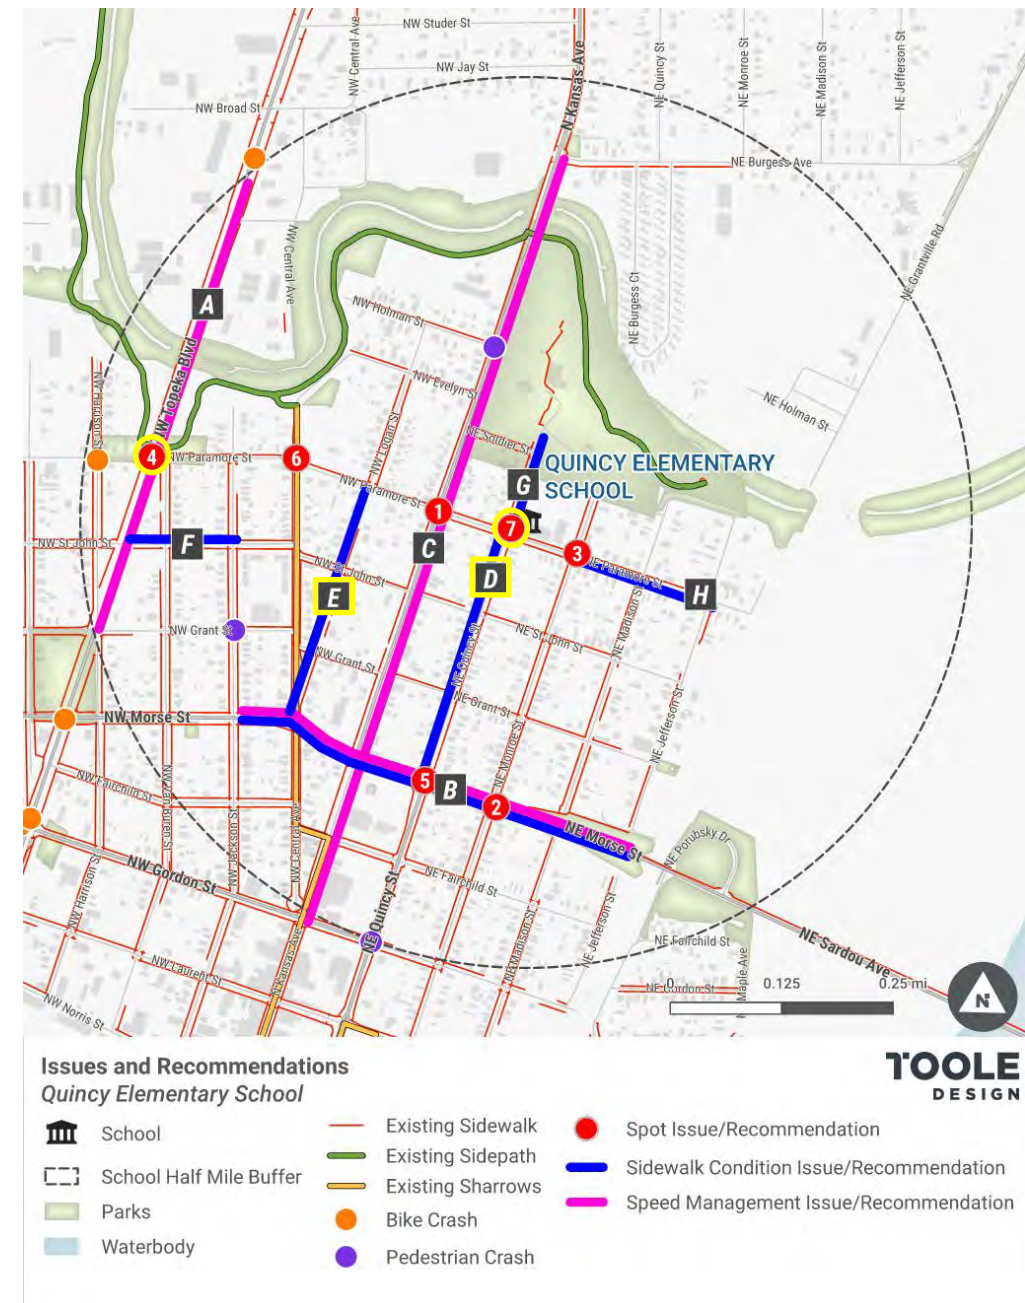 NW Studer St
NW Central Ave
N Kansas Ave
NW Jay St
NE Quincy St
NE Monroe St
NE Madison St
NE Jefferson St
NW Broad St
NE Burgess Ave
NW Central Ave
NE Grantville Rd
A
NW Holman St
NE Burgess Ct
NW Topeka Blvd
NW Evelyn St
NW Harrison St
NE Holman St
NW Logan St
NE Soldier St
4
NW Paramore St
6
QUINCY ELEMENTARY
SCHOOL
G
NW Paramore St
1
7
NW St John St
F
C
3
NW St John St
D
NE Paramore St
H
E
NW Grant St
NE Quincy St
NE St John St
NE Madison St
NW Grant St
NE Grant St
NW Morse St
NE Monroe St
NE Jefferson St
NW Fairchild St
NW Van Buren St
5
B
2
NW Jackson St
NW Central Ave
NE Morse St
NE Porubsky Dr
NW Gordon St
NE Fairchild St
NW Harrison St
NE Quincy St
NE Madison St
NE Jefferson St
NE Fairchild St
NE Sardou Ave
N Kansas Ave
NW Laurent St
Maple Ave
NE Gordon St
0
0.125
0.25 mi
NW Norris St
N
Issues and Recommendations
Quincy Elementary School
TOOLE
DESIGN
School
School Half Mile Buffer
Parks
Waterbody
Existing Sidewalk
Existing Sidepath
Existing Sharrows
Bike Crash
Pedestrian Crash
Spot Issue/Recommendation
Sidewalk Condition Issue/Recommendation
Speed Management Issue/Recommendation